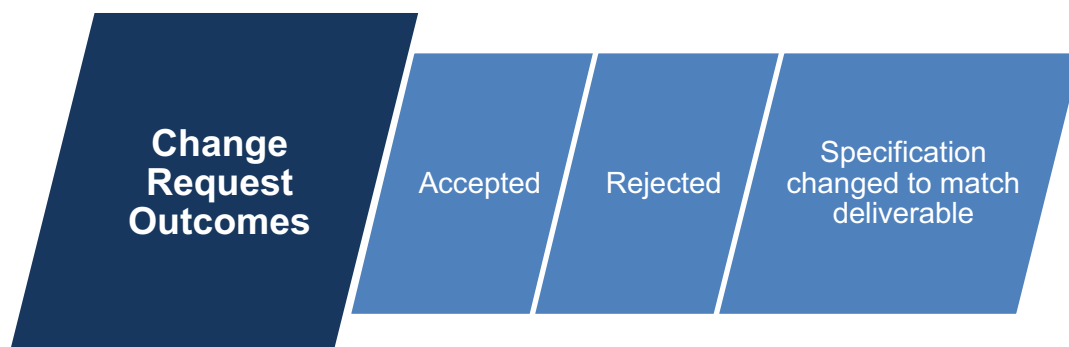 Change
Request
Outcomes
Accepted
Rejected
Specification
changed to match
deliverable